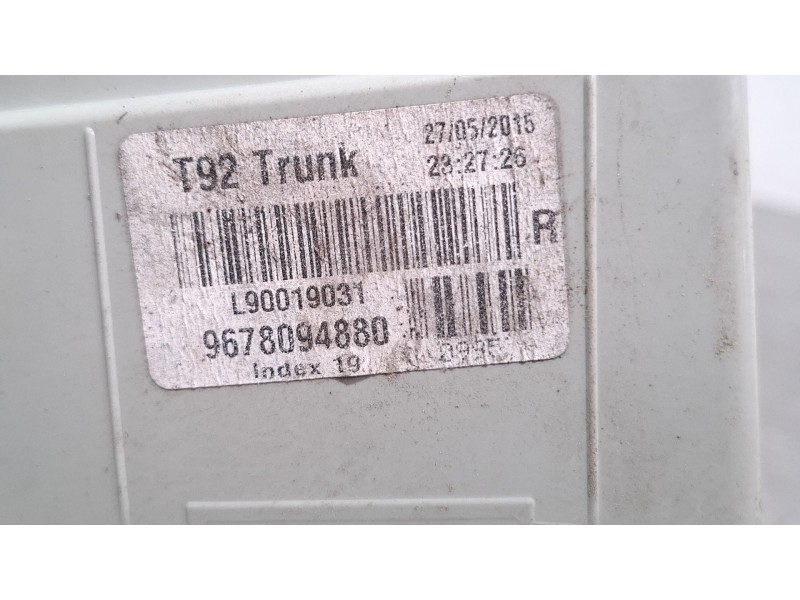 T92 Trunk
27/05/2015
23:27:26
R
L90019031
9678094880
Index 19